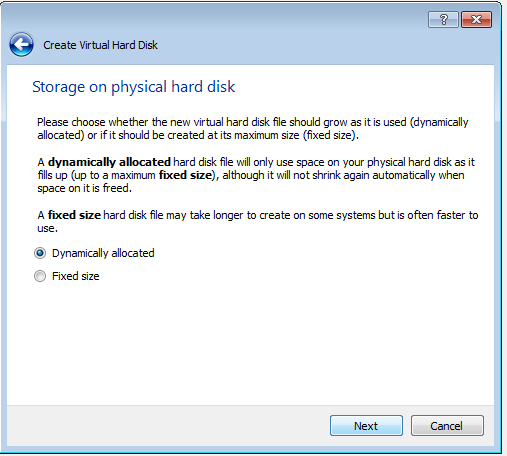 Create Virtual Hard Disk
Storage on physical hard disk
Please choose whether the new virtual hard disk file should grow as it is used (dynamically
allocated) or if it should be created at its maximum size (fixed size).
A dynamically allocated hard disk file will only use space on your physical hard disk as it
fills up (up to a maximum fixed size), although it will not shrink again automatically when
space on it is freed.
A fixed size hard disk file may take longer to create on some systems but is often faster to
use.
Dynamically allocated
Fixed size
Next Cancel